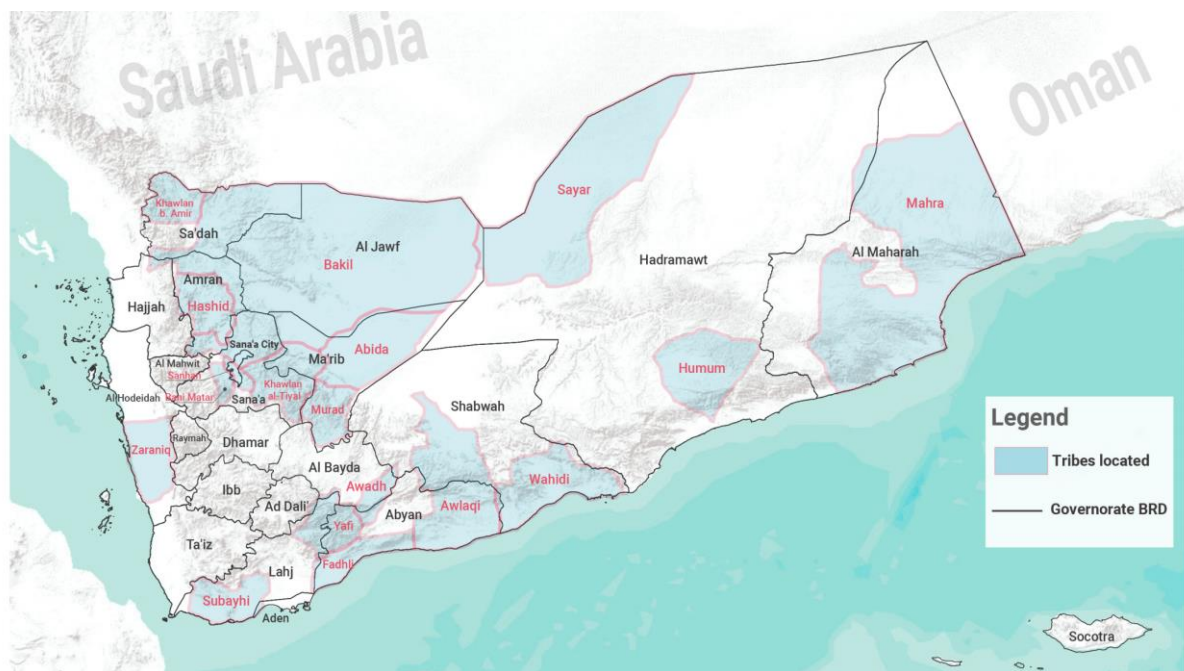 Saudi Arabia
Oman
Khawlan
b. Amir
Sa'dah
Sayar
Mahra
Al Jawf
Bakil
Hadramawt
Al Maharah
Amran
Hashid
Hajjah
Sana'a City
Abida
Ma'rib
Al Mahwit
Sanhan
Humum
Khawlan
al-Tiyal
Bani Matar
Al Hodeidah
Sana'a
Murad
Shabwah
Raymah
Dhamar
Zaraniq
Al Bayda
Wahidi
Ibb
Awadh
Ad Dali'
Awlaqi
Abyan
Yafi
Ta'iz
Fadhli
Lahj
Subayhi
Aden
Socotra
Legend
Tribes located
Governorate BRD